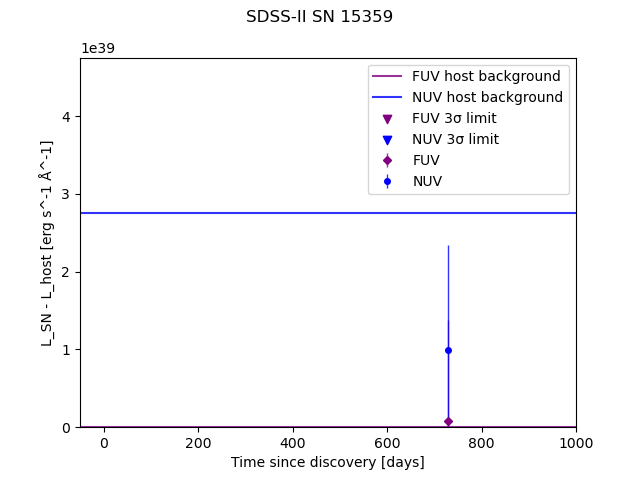 SDSS-II SN 15359
1e39
FUV host background
NUV host background
FUV 3σ limit
NUV 3σ limit
FUV
NUV
4
3
2
1
0
L_SN - L_host [erg s^-1 Å^-1]
0 200 400 600 800 1000
Time since discovery [days]